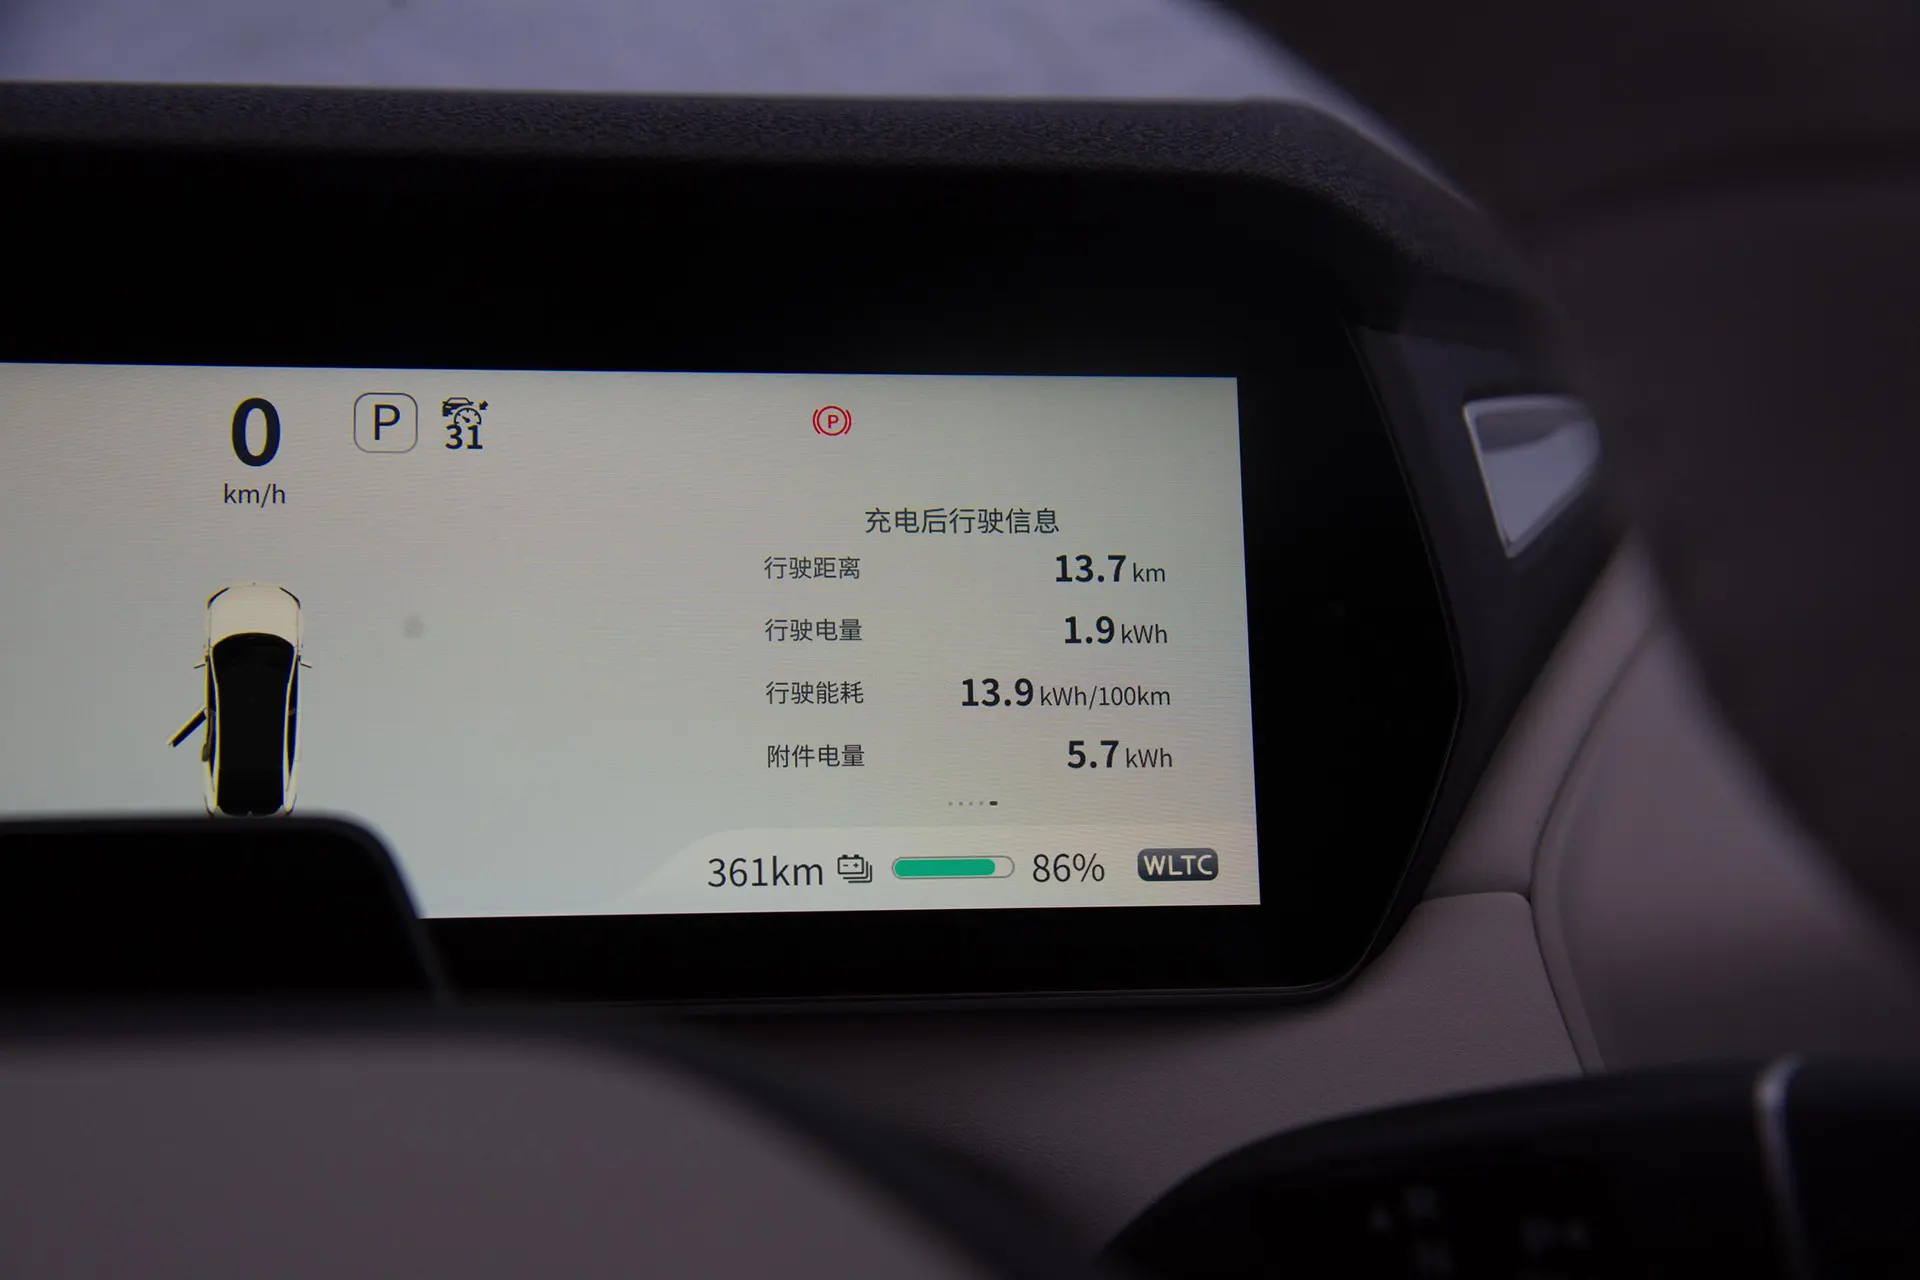 0 P 31 P
km/h
充电后行驶信息
行驶距离 13.7 km
行驶电量 1.9 kWh
行驶能耗 13.9 kWh/100km
附件电量 5.7 kWh
361km 86% WLTC